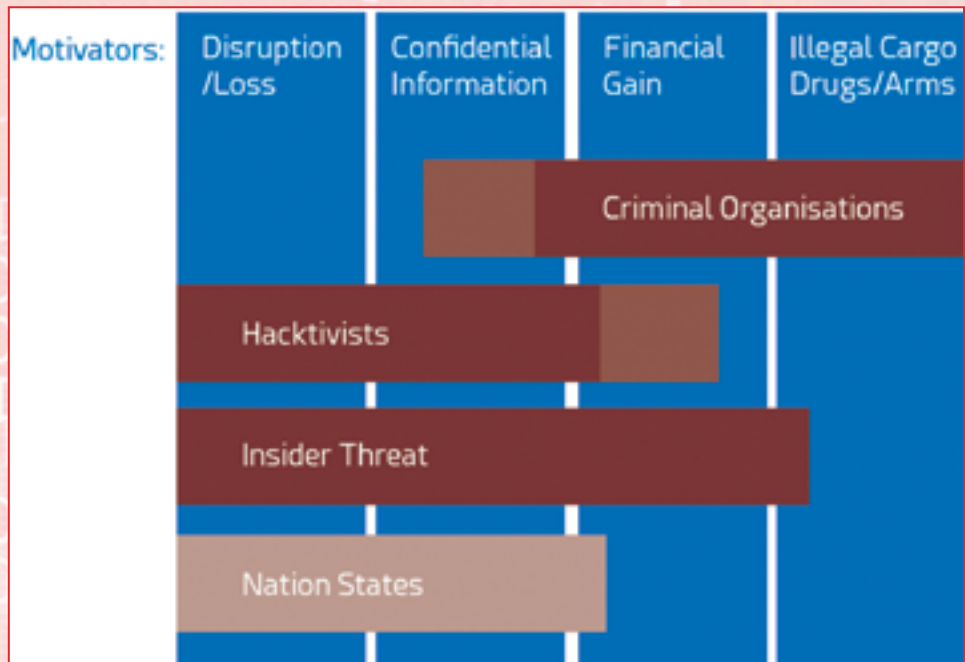 Motivators:
Disruption
/Loss
Confidential
Information
Financial
Gain
Illegal Cargo
Drugs/Arms
Criminal Organisations
Hacktivists
Insider Threat
Nation States